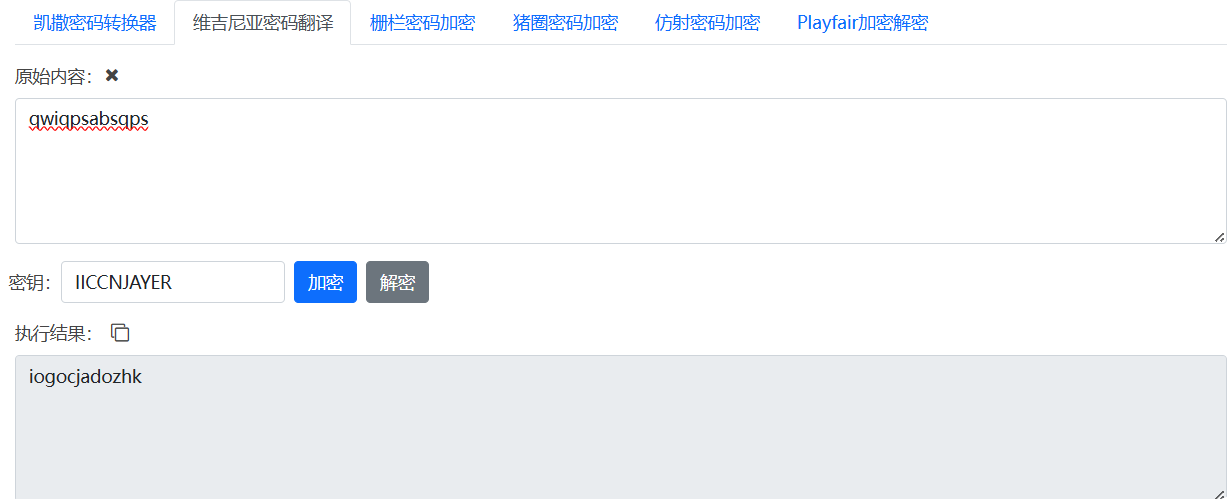 凯撒密码转换器 维吉尼亚密码翻译 栅栏密码加密 猪圈密码加密 仿射密码加密 Playfair加密解密
原始内容：
qwiqpsabsqps
密钥： IICCNJAYER 加密 解密
执行结果：
iogocjadozhk